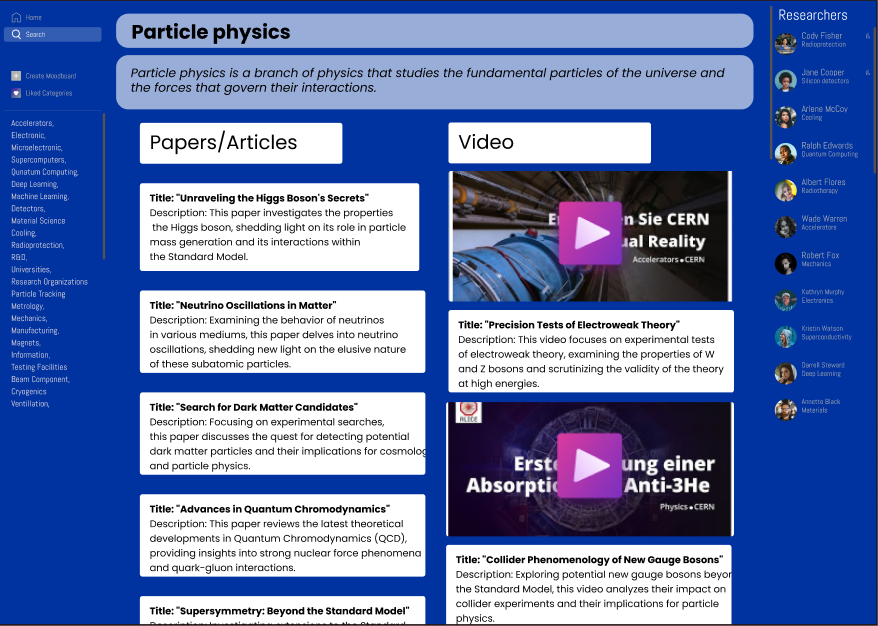 Home
Search
Create Moodboard
Liked Categories
Accelerators,
Electronic,
Microelectronic,
Supercomputers,
Qunatum Computing,
Deep Learning,
Machine Learning,
Detectors,
Material Science
Cooling,
Radioprotection,
R&D,
Universities,
Research Organizations
Particle Tracking
Metrology,
Mechanics,
Manufacturing,
Magnets,
Information,
Testing Facilities
Beam Component,
Cryogenics
Ventillation,
Particle physics
Particle physics is a branch of physics that studies the fundamental particles of the universe and
the forces that govern their interactions.
Papers/Articles
Title: "Unraveling the Higgs Boson's Secrets"
Description: This paper investigates the properties
the Higgs boson, shedding light on its role in particle
mass generation and its interactions within
the Standard Model.
Title: "Neutrino Oscillations in Matter"
Description: Examining the behavior of neutrinos
in various mediums, this paper delves into neutrino
oscillations, shedding new light on the elusive nature
of these subatomic particles.
Title: "Search for Dark Matter Candidates"
Description: Focusing on experimental searches,
this paper discusses the quest for detecting potential
dark matter particles and their implications for cosmolog
and particle physics.
Title: "Advances in Quantum Chromodynamics"
Description: This paper reviews the latest theoretical
developments in Quantum Chromodynamics (QCD),
providing insights into strong nuclear force phenomena
and quark-gluon interactions.
Title: "Supersymmetry: Beyond the Standard Model"
Video
en Sie CERN
ual Reality
Accelerators • CERN
Title: "Precision Tests of Electroweak Theory"
Description: This video focuses on experimental tests
of electroweak theory, examining the properties of W
and Z bosons and scrutinizing the validity of the theory
at high energies.
ALICE
Erste ung einer
Absorptio Anti-3He
Physics • CERN
Title: "Collider Phenomenology of New Gauge Bosons"
Description: Exploring potential new gauge bosons beyon
the Standard Model, this video analyzes their impact on
collider experiments and their implications for particle
physics.
Researchers
Cody Fisher
Radioprotection
Jane Cooper
Silicon detectors
Arlene McCoy
Cooling
Ralph Edwards
Quantum Computing
Albert Flores
Radiotherapy
Wade Warren
Accelerators
Robert Fox
Mechanics
Kathryn Murphy
Electronics
Kristin Watson
Superconductivity
Darrell Steward
Deep Learning
Annette Black
Materials